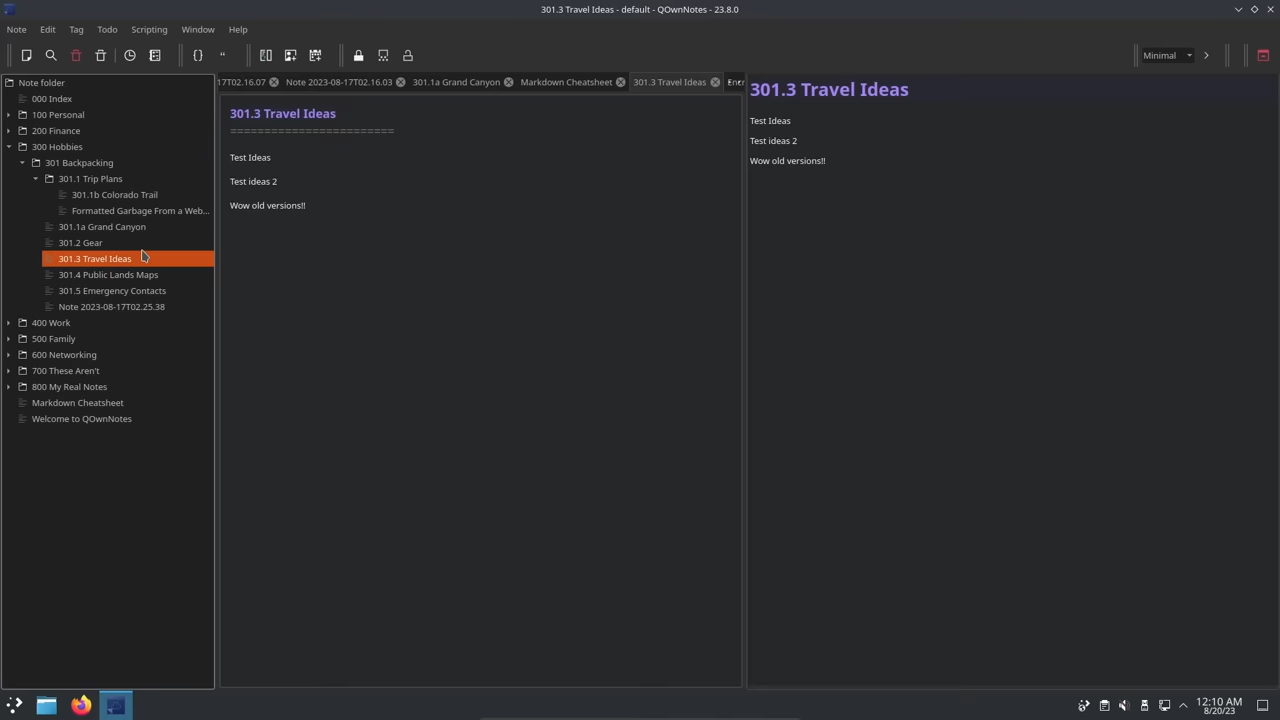 301.3 Travel Ideas - default - QOwnNotes - 23.8.0
Note Edit Tag Todo Scripting Window Help
{} “ Minimal
Note folder
000 Index
100 Personal
200 Finance
300 Hobbies
301 Backpacking
301.1 Trip Plans
301.1b Colorado Trail
Formatted Garbage From a Web...
301.1a Grand Canyon
301.2 Gear
301.3 Travel Ideas
301.4 Public Lands Maps
301.5 Emergency Contacts
Note 2023-08-17T02.25.38
400 Work
500 Family
600 Networking
700 These Aren't
800 My Real Notes
Markdown Cheatsheet
Welcome to QOwnNotes
17T02.16.07 Note 2023-08-17T02.16.03 301.1a Grand Canyon Markdown Cheatsheet 301.3 Travel Ideas
301.3 Travel Ideas
========================
Test Ideas
Test ideas 2
Wow old versions!!
301.3 Travel Ideas
Test Ideas
Test ideas 2
Wow old versions!!
12:10 AM
8/20/23